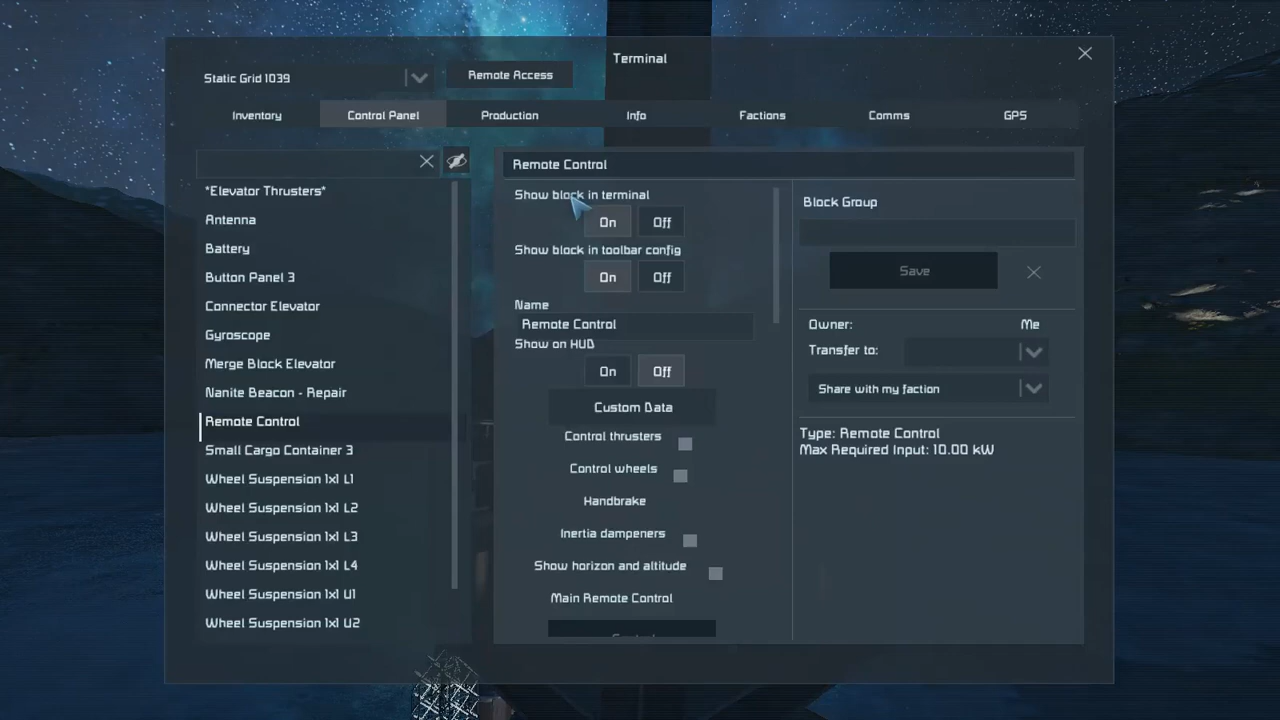 Terminal
Static Grid 1039
Remote Access
Inventory
Control Panel
Production
Info
Factions
Comms
GPS
*Elevator Thrusters*
Antenna
Battery
Button Panel 3
Connector Elevator
Gyroscope
Merge Block Elevator
Nanite Beacon - Repair
Remote Control
Small Cargo Container 3
Wheel Suspension 1x1 L1
Wheel Suspension 1x1 L2
Wheel Suspension 1x1 L3
Wheel Suspension 1x1 L4
Wheel Suspension 1x1 U1
Wheel Suspension 1x1 U2
Remote Control
Show block in terminal
On Off
Show block in toolbar config
On Off
Name
Remote Control
Show on HUD
On Off
Custom Data
Control thrusters
Control wheels
Handbrake
Inertia dampeners
Show horizon and altitude
Main Remote Control
Block Group
Save
Owner: Me
Transfer to:
Share with my faction
Type: Remote Control
Max Required Input: 10.00 kW